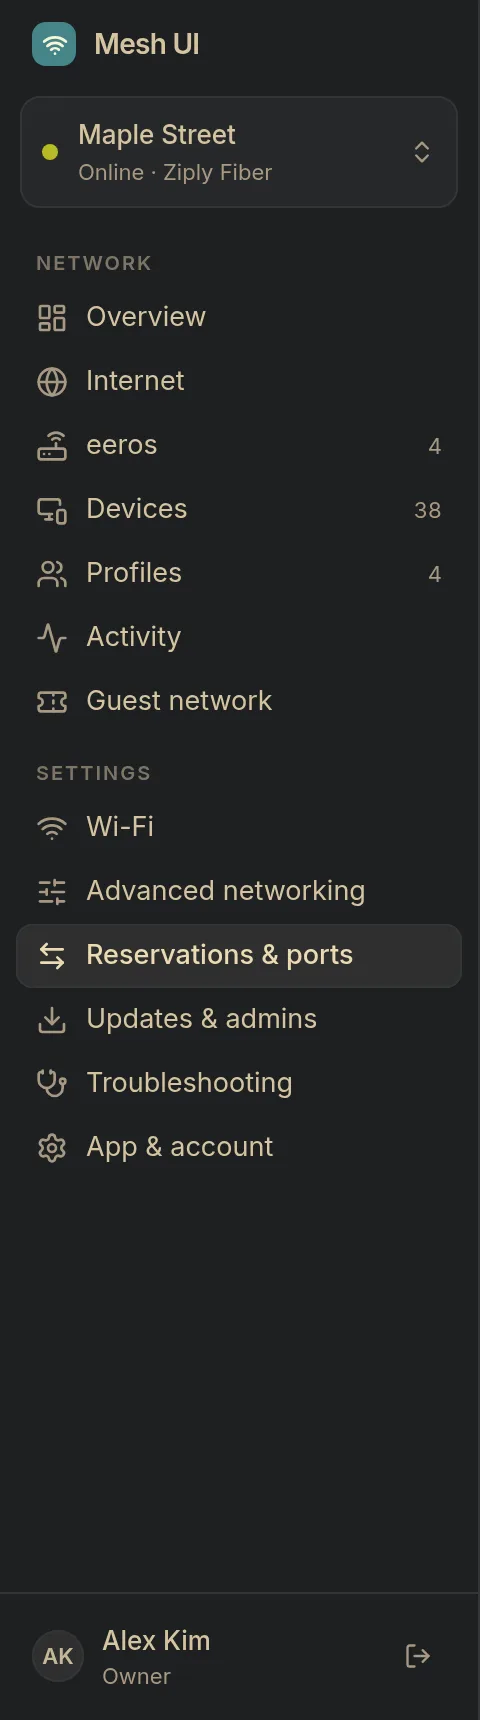 Mesh UI
Maple Street
Online · Ziply Fiber
NETWORK
Overview
Internet
eeros 4
Devices 38
Profiles 4
Activity
Guest network
SETTINGS
Wi-Fi
Advanced networking
Reservations & ports
Updates & admins
Troubleshooting
App & account
AK
Alex Kim
Owner